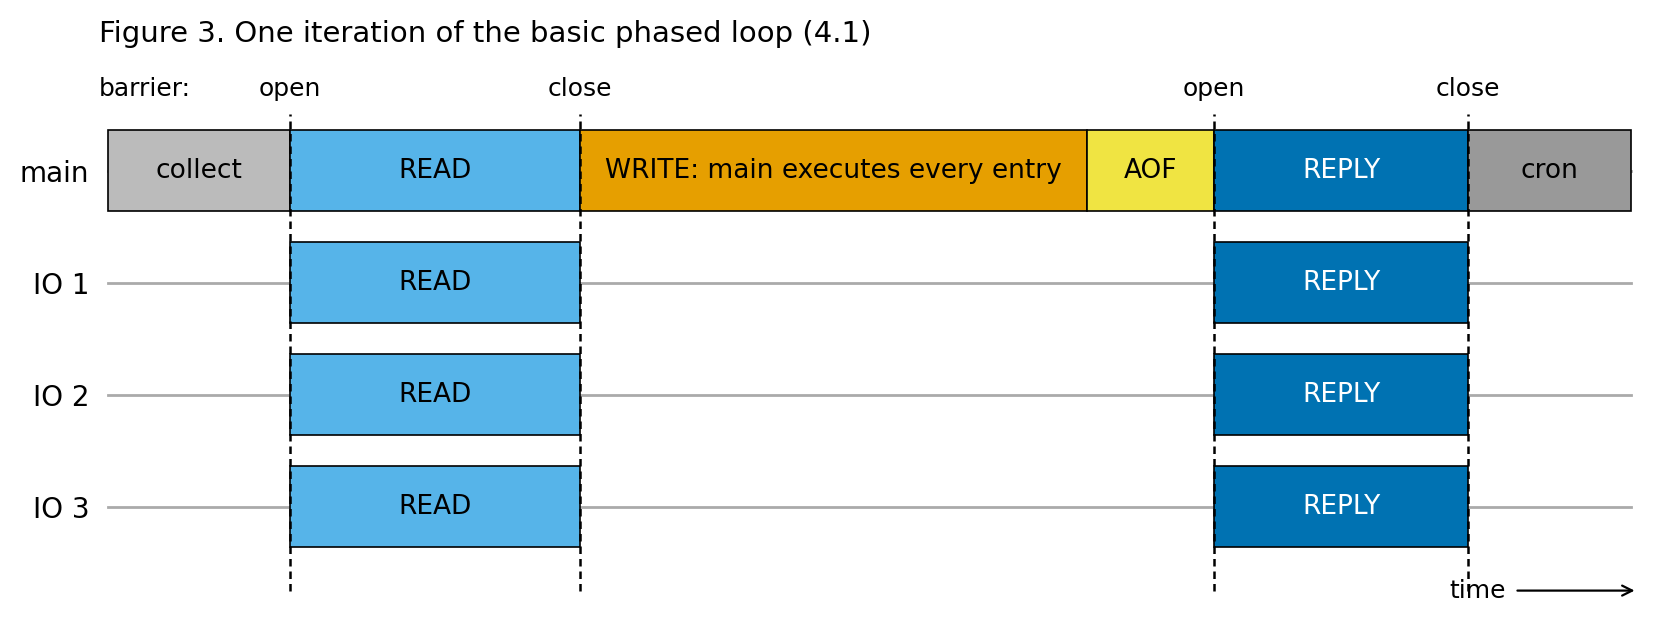 Figure 3. One iteration of the basic phased loop (4.1)
barrier: open close open close
main collect READ WRITE: main executes every entry AOF REPLY cron
IO 1 READ REPLY
IO 2 READ REPLY
IO 3 READ REPLY
time